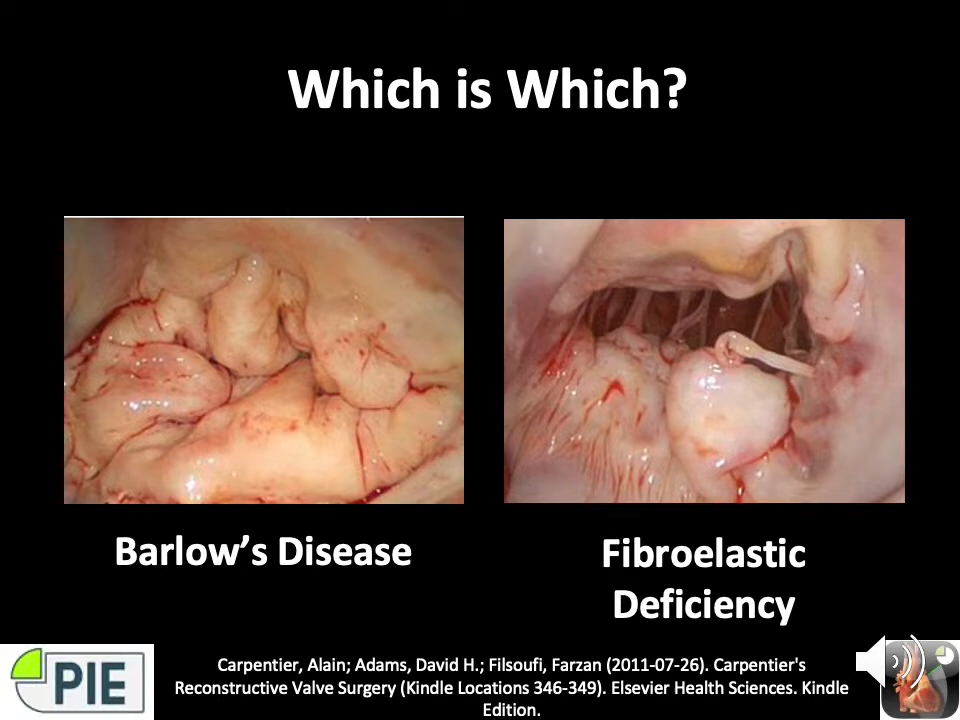 Which is Which?
Barlow’s Disease
Fibroelastic
Deficiency
PIE
Carpentier, Alain; Adams, David H.; Filsoufi, Farzan (2011-07-26). Carpentier's
Reconstructive Valve Surgery (Kindle Locations 346-349). Elsevier Health Sciences. Kindle
Edition.